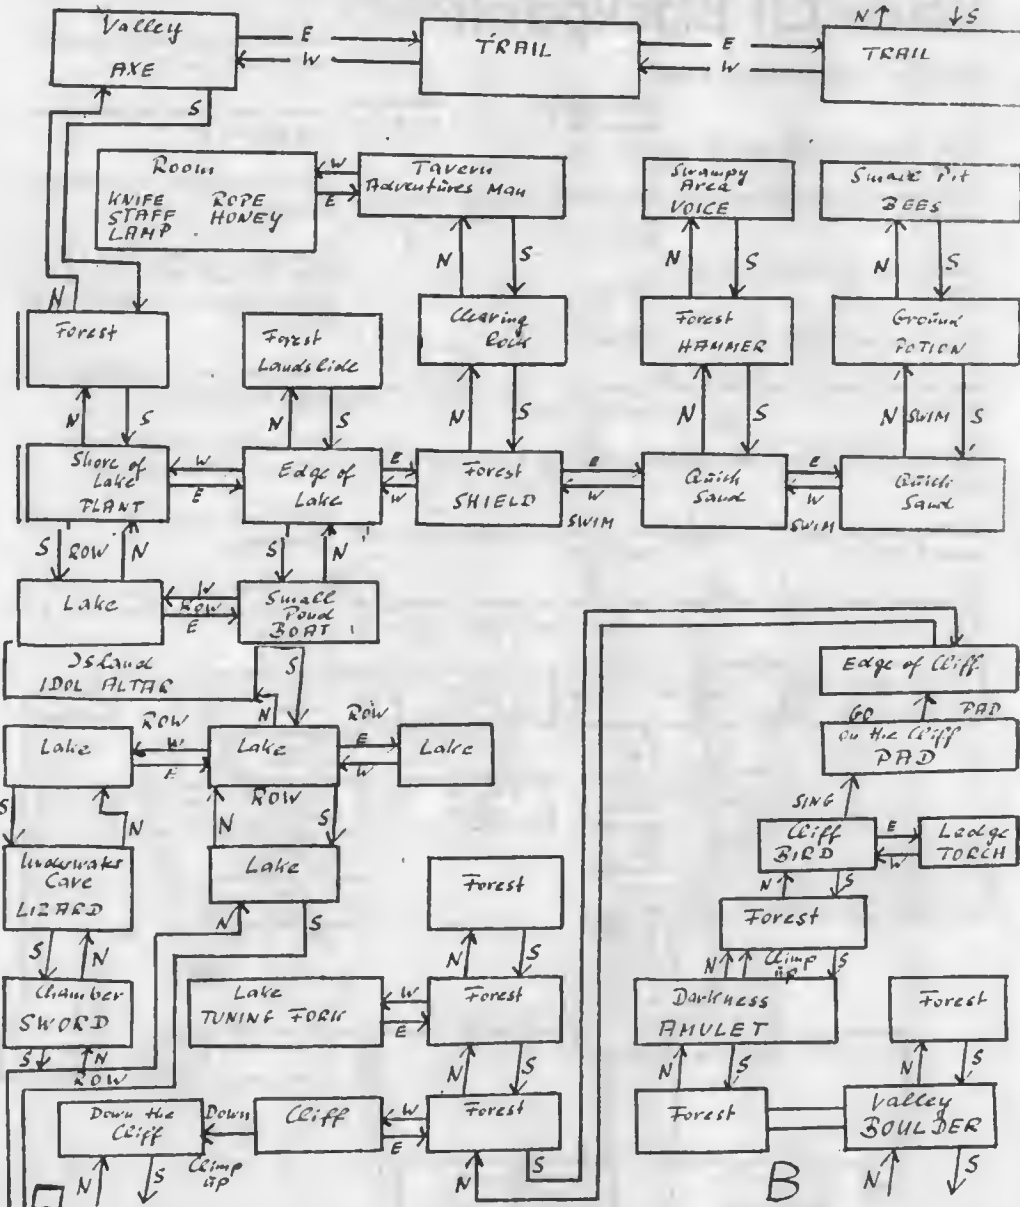 N S
Valley
AXE
E
W
TRAIL
E
W
TRAIL
S
Room
KNIFE ROPE
STAFF HONEY
LAMP
W
E
Tavern
Adventures Man
Swampy
Area
VOICE
Pit
BEES
N S
N S
N S
N
Forest
Forest
Landslide
Clearing
Forest
HAMMER
Ground
POTION
N S
N S
N S
N S
N SWIM S
Shore of
Lake
PLANT
W
E
Edge of
Lake
E
W
Forest
SHIELD
E
W
SWIM
Quick
Sand
E
W
SWIM
Quick
Sand
S ROW N
S N
Lake
W
ROW
E
Small
Pond
BOAT
Island
IDOL ALTAR
S
N
Edge of Cliff
GO PAD
on the Cliff
PAD
Lake
ROW
W
E
Lake
ROW
E
W
Lake
ROW
SING
S N
N S
Cliff
BIRD
E
W
Ledge
TORCH
Underwater
Cave
LIZARD
Lake
Forest
N S
Forest
S N
N S
N S
N Climp S
up
Chamber
SWORD
Lake
TUNING FORK
W
E
Forest
Darkness
AMULET
Forest
S N
ROW
N S
N S
N S
Down the
Cliff
Down
Climp
up
Cliff
W
E
Forest
Forest
Valley
BOULDER
N S
N S
B
N S